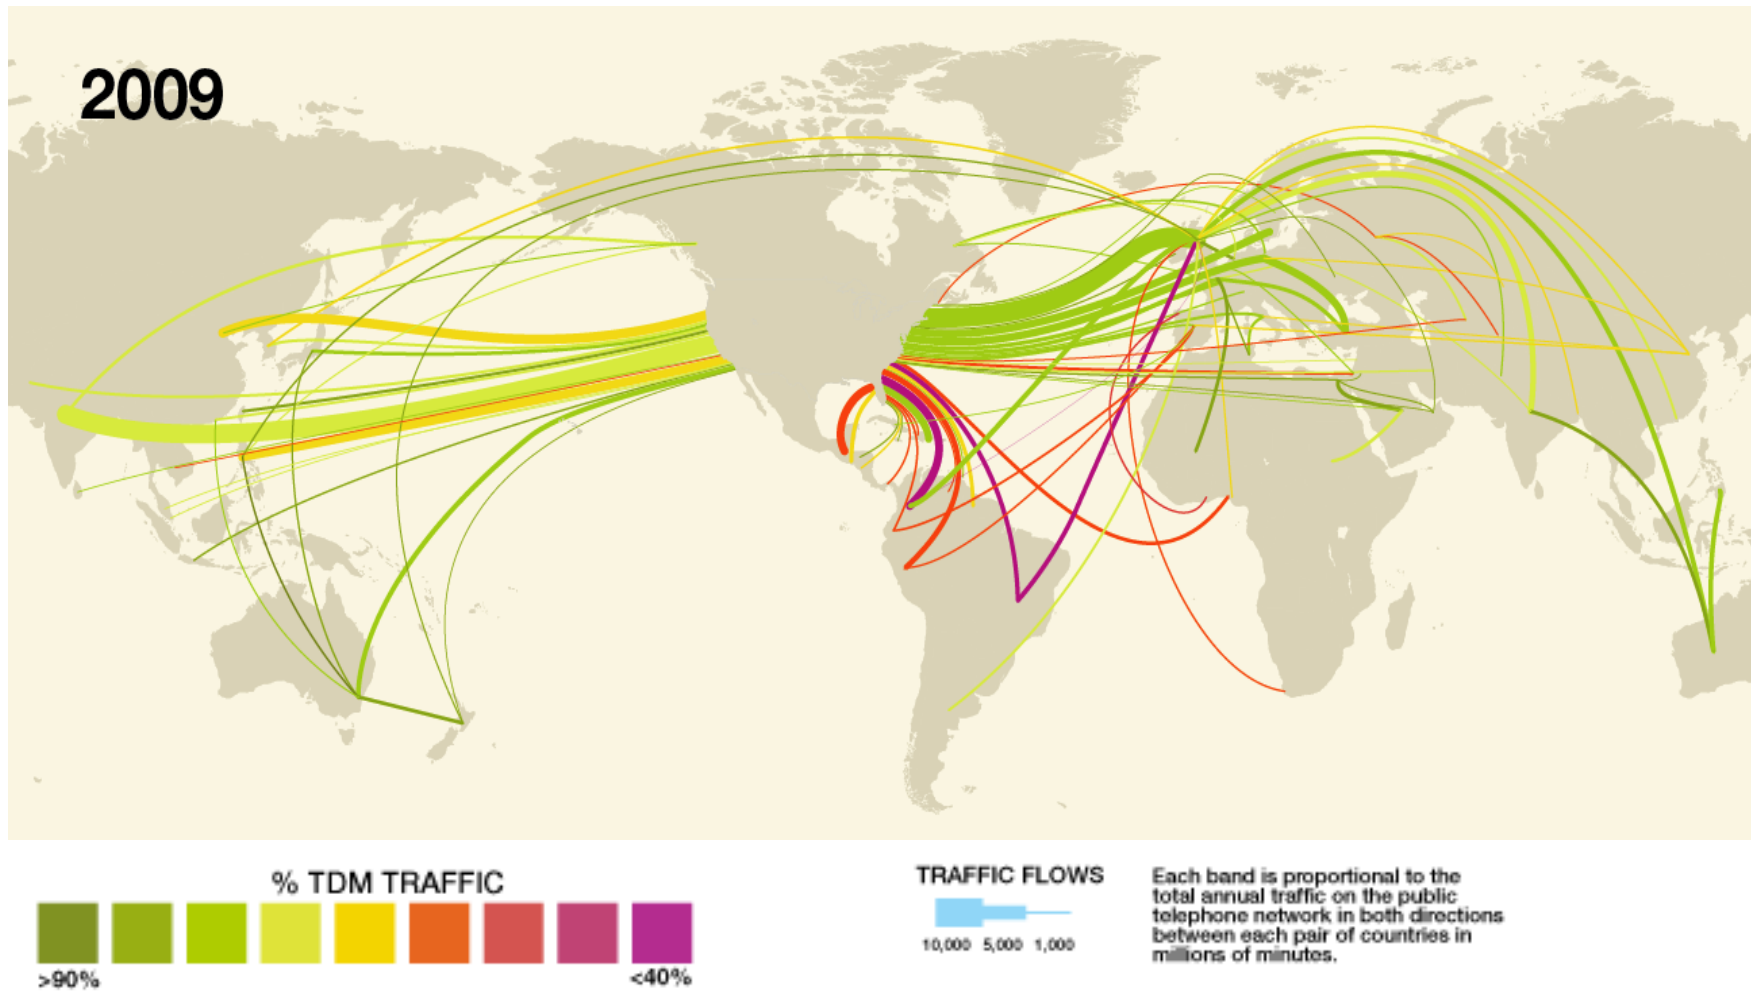 2009
% TDM TRAFFIC
>90%
<40%
TRAFFIC FLOWS
10,000 5,000 1,000
Each band is proportional to the
total annual traffic on the public
telephone network in both directions
between each pair of countries in
millions of minutes.